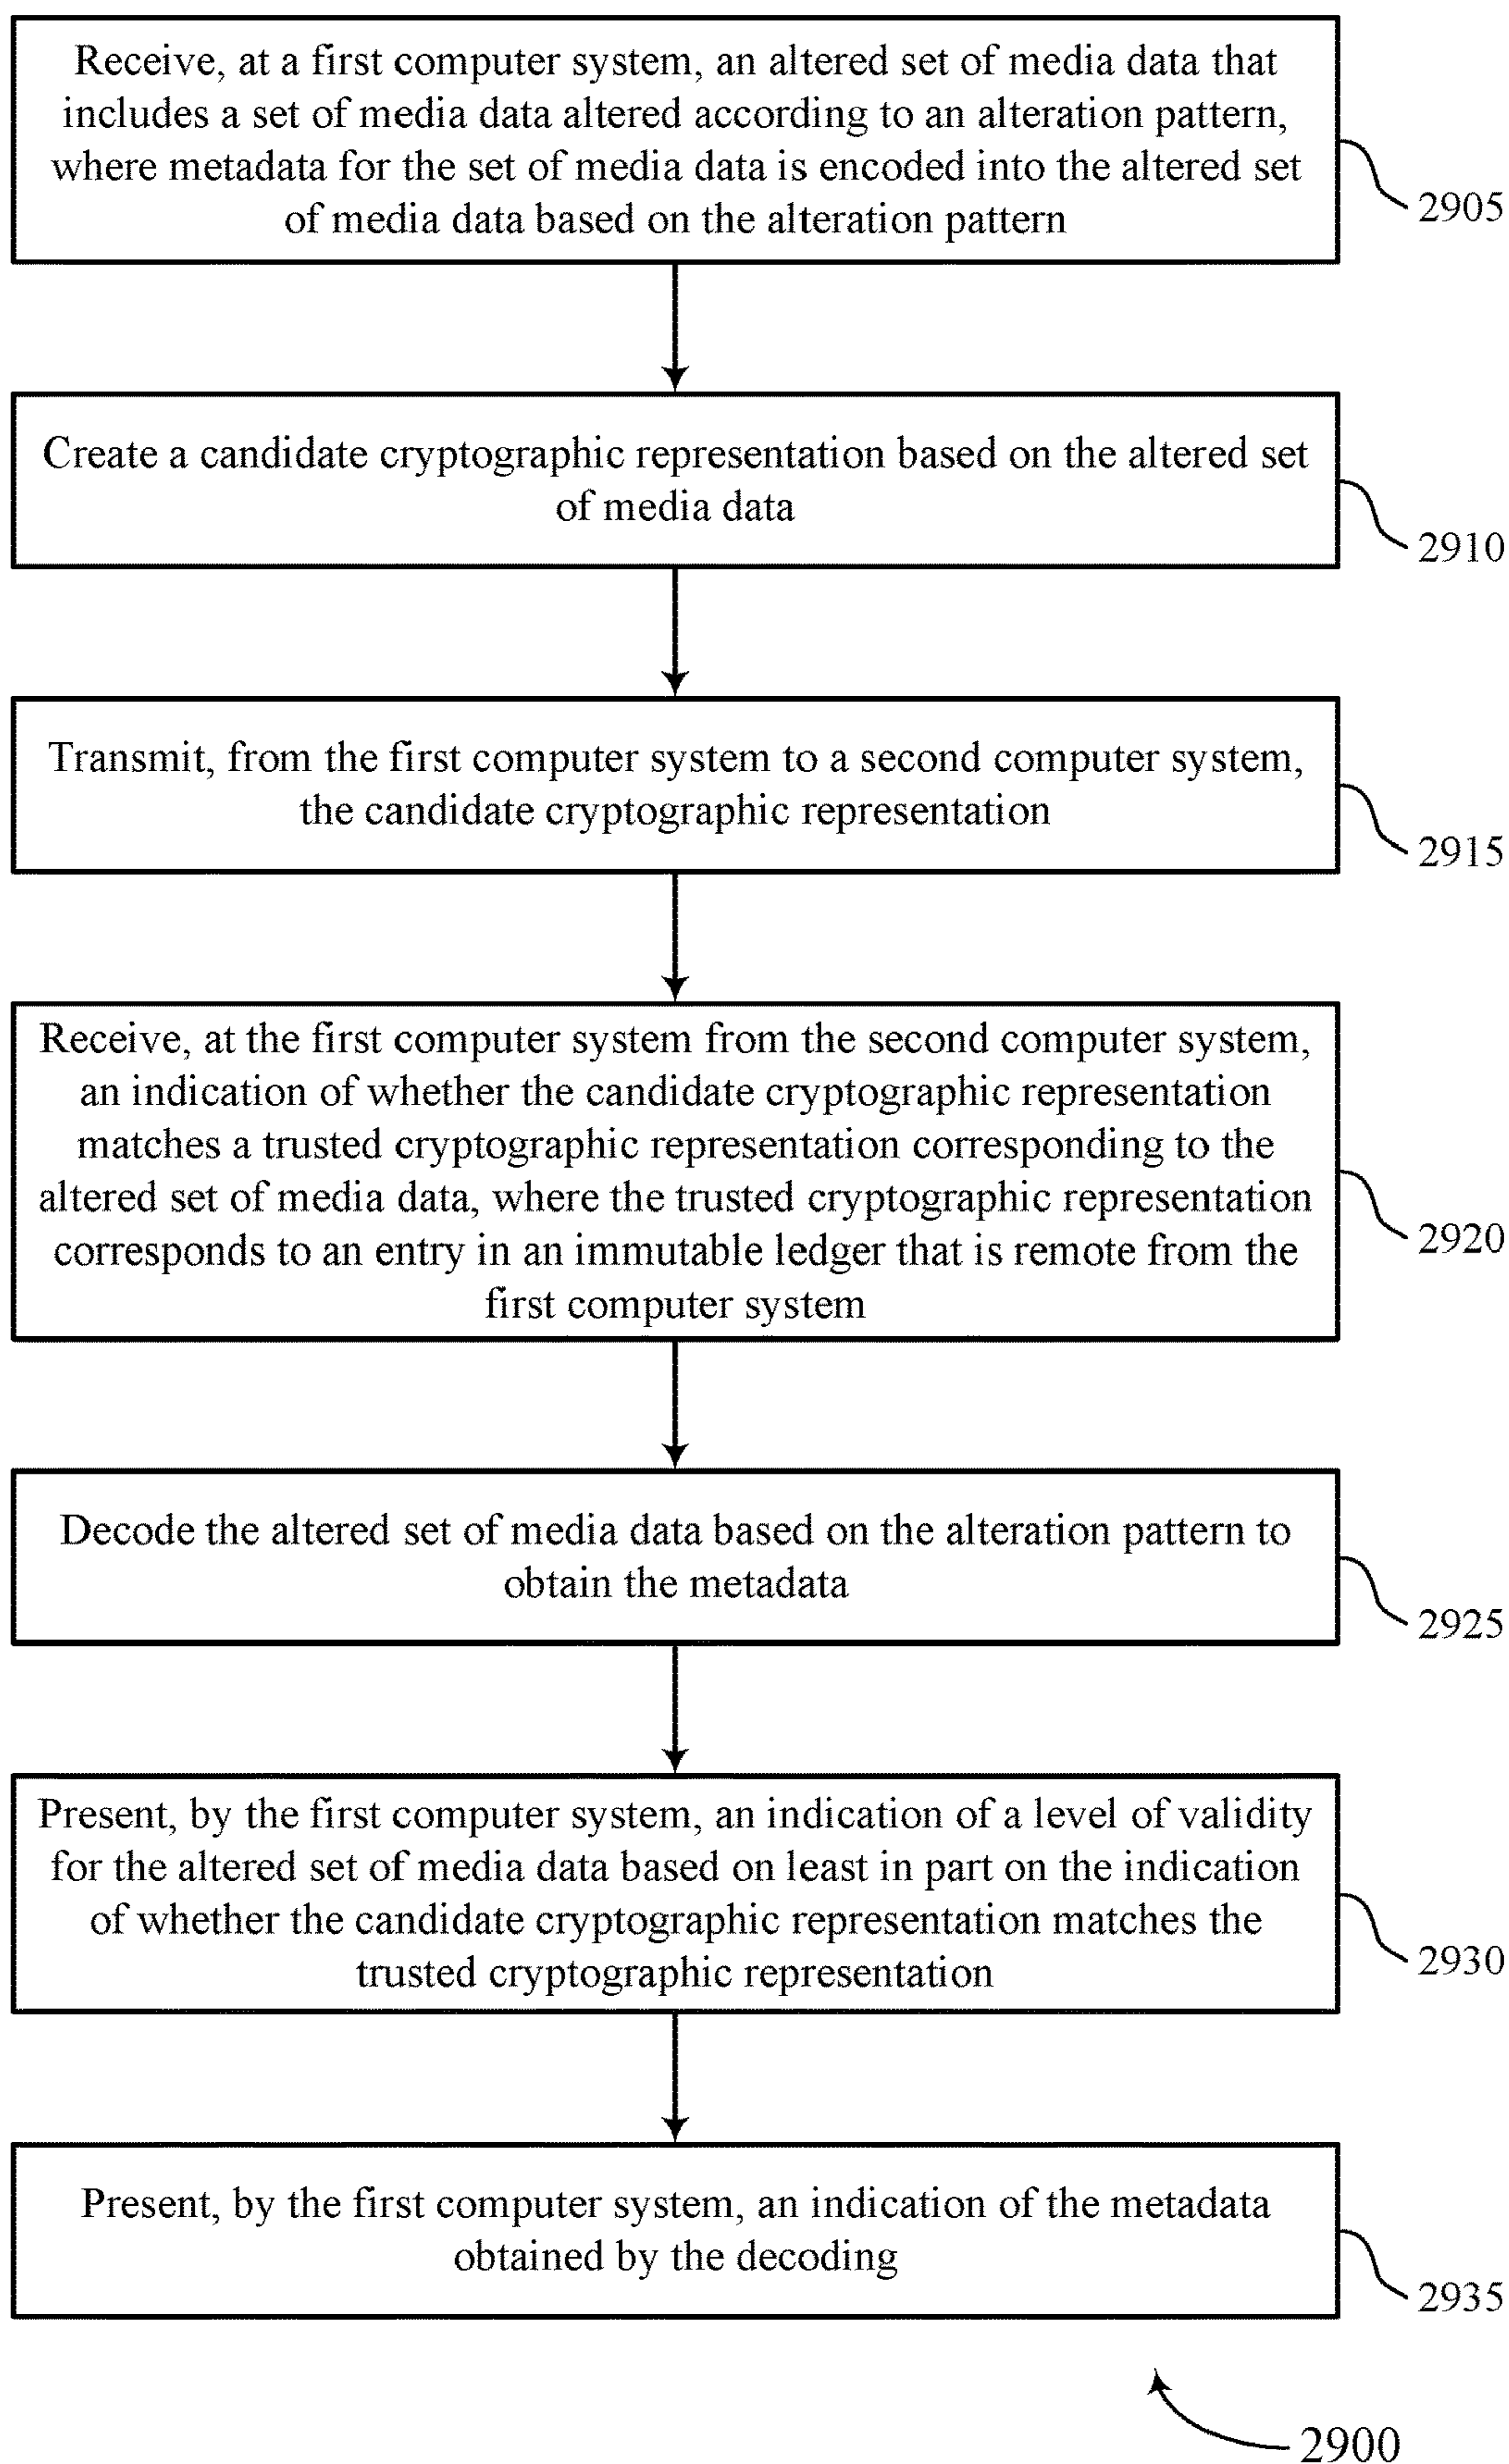 Receive, at a first computer system, an altered set of media data that
includes a set of media data altered according to an alteration pattern,
where metadata for the set of media data is encoded into the altered set
of media data based on the alteration pattern
2905
Create a candidate cryptographic representation based on the altered set
of media data
2910
Transmit, from the first computer system to a second computer system,
the candidate cryptographic representation
2915
Receive, at the first computer system from the second computer system,
an indication of whether the candidate cryptographic representation
matches a trusted cryptographic representation corresponding to the
altered set of media data, where the trusted cryptographic representation
corresponds to an entry in an immutable ledger that is remote from the
first computer system
2920
Decode the altered set of media data based on the alteration pattern to
obtain the metadata
2925
Present, by the first computer system, an indication of a level of validity
for the altered set of media data based on least in part on the indication
of whether the candidate cryptographic representation matches the
trusted cryptographic representation
2930
Present, by the first computer system, an indication of the metadata
obtained by the decoding
2935
2900